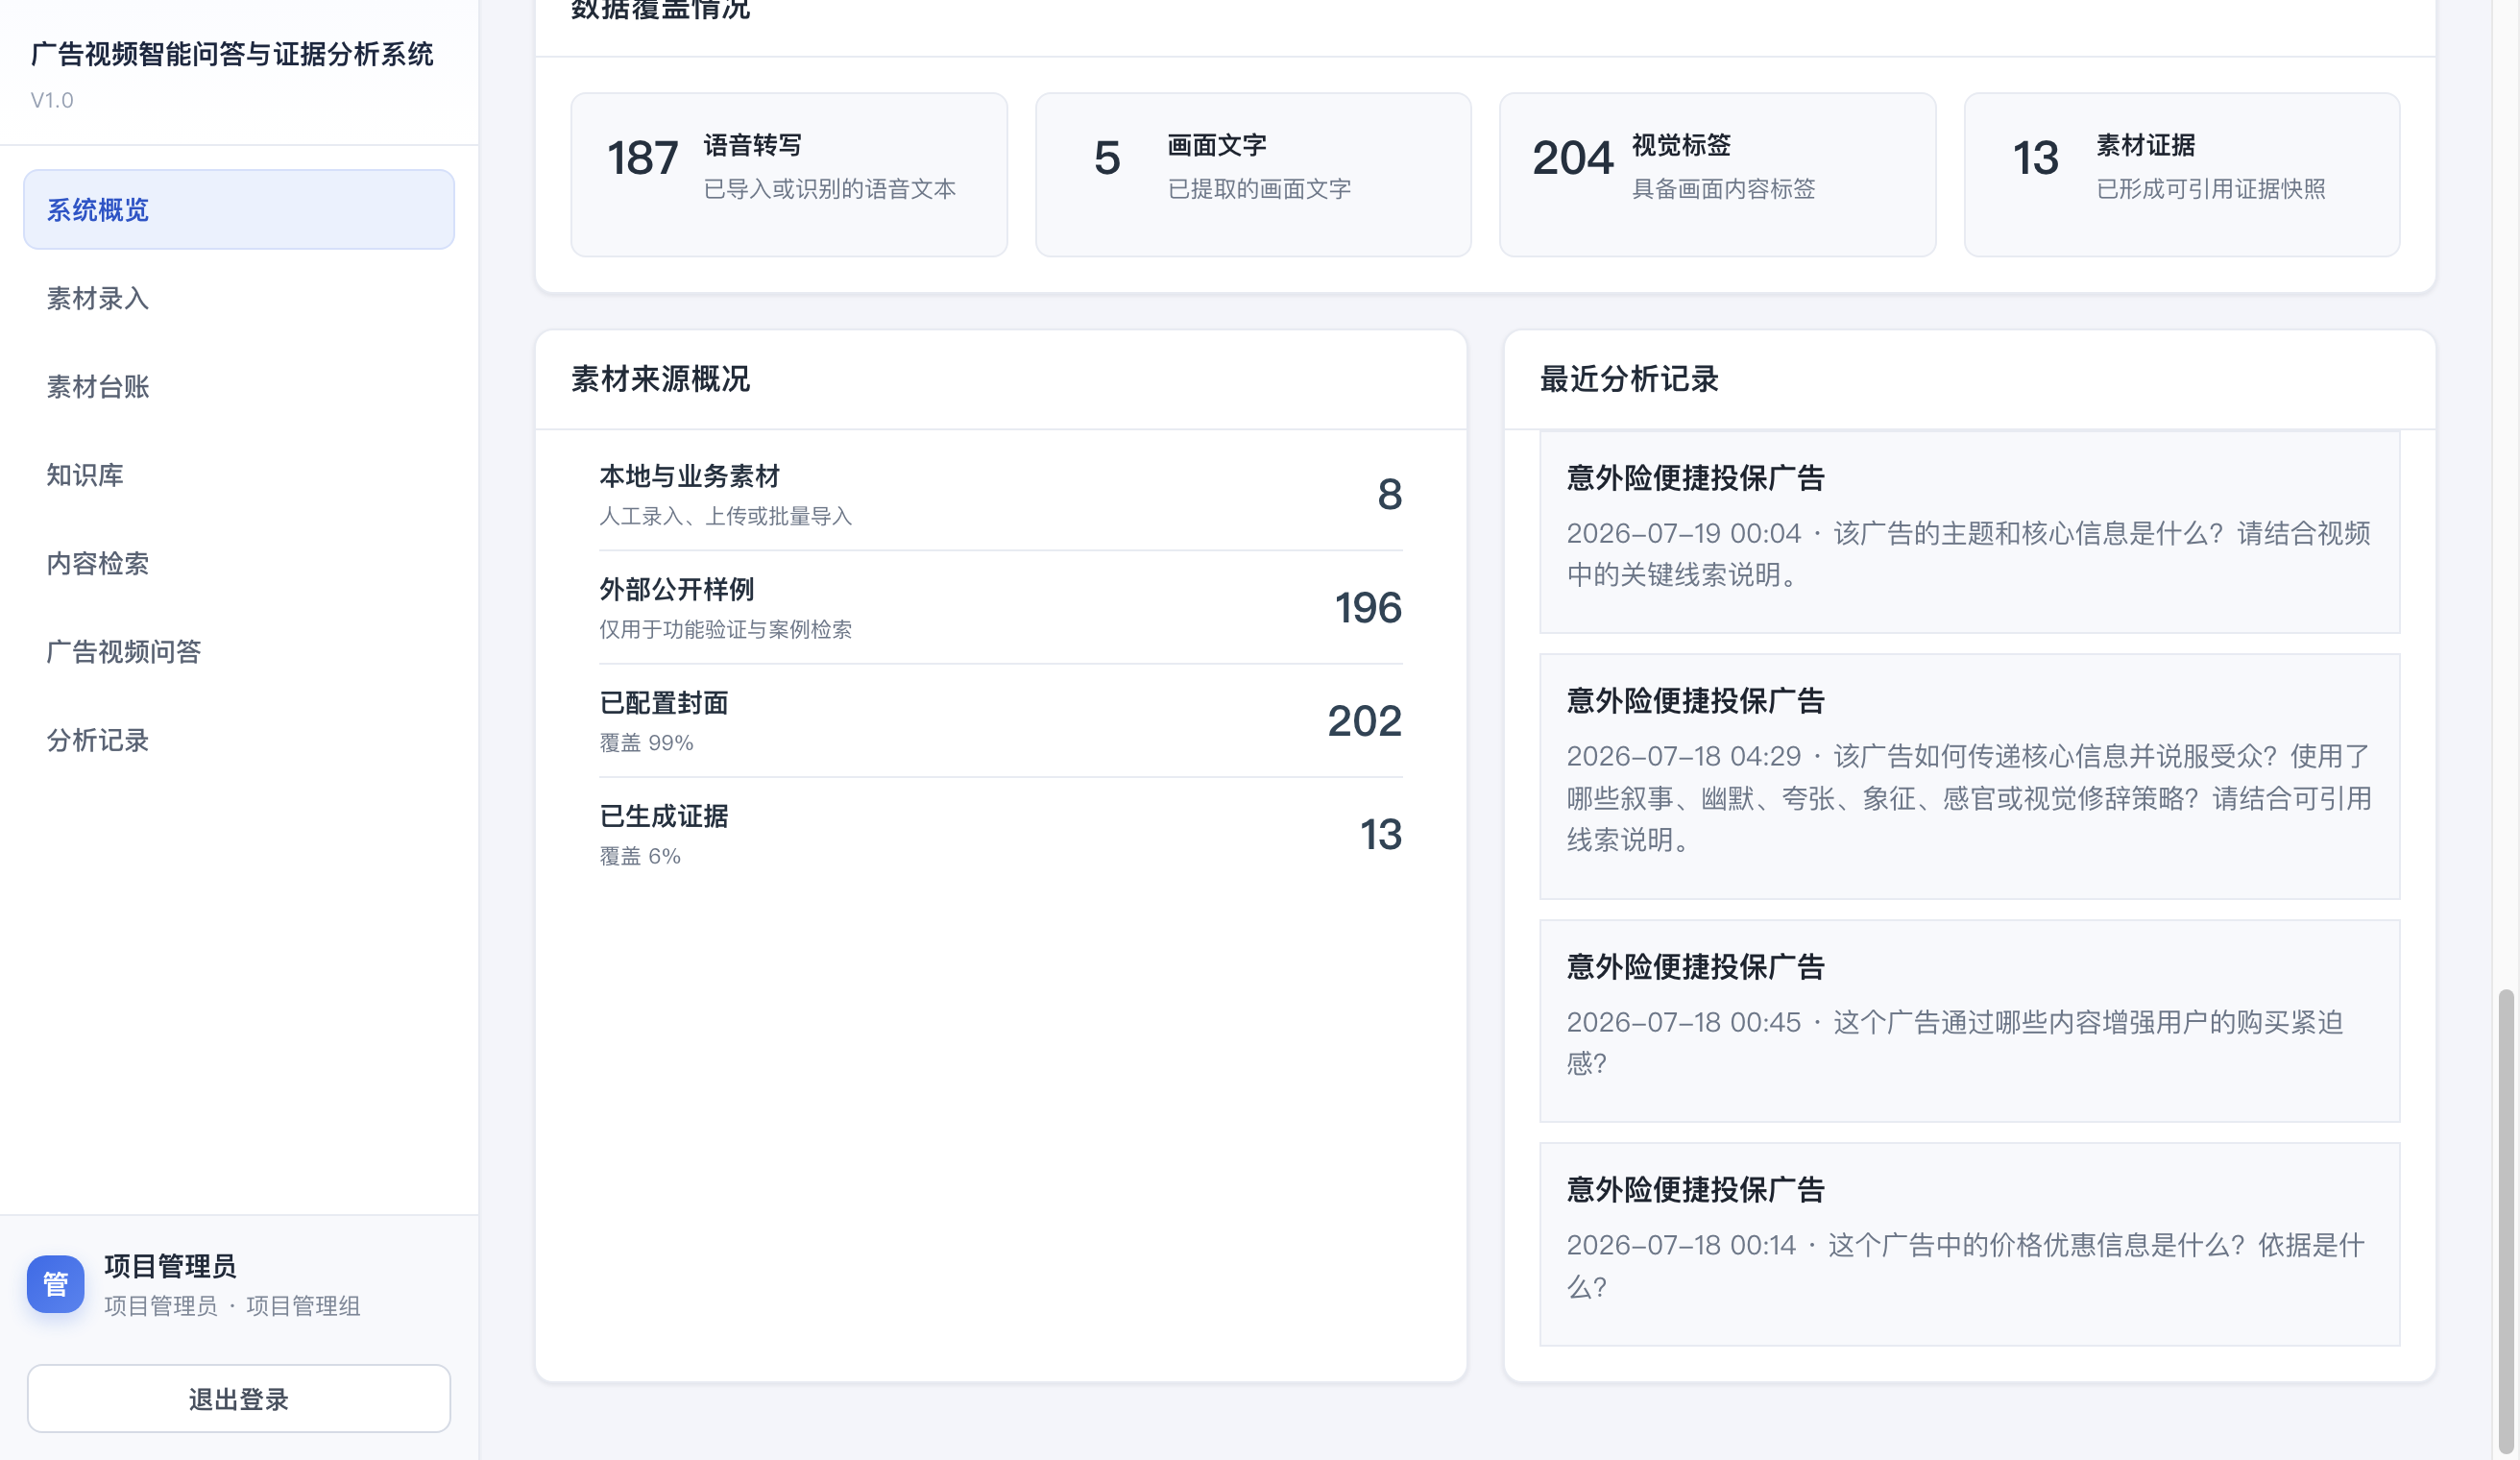 广告视频智能问答与证据分析系统
V1.0
系统概览
素材录入
素材台账
知识库
内容检索
广告视频问答
分析记录
管
项目管理员
项目管理员 · 项目管理组
退出登录
数据覆盖情况
187
语音转写
已导入或识别的语音文本
5
画面文字
已提取的画面文字
204
视觉标签
具备画面内容标签
13
素材证据
已形成可引用证据快照
素材来源概况
本地与业务素材
人工录入、上传或批量导入
8
外部公开样例
仅用于功能验证与案例检索
196
已配置封面
覆盖 99%
202
已生成证据
覆盖 6%
13
最近分析记录
意外险便捷投保广告
2026-07-19 00:04 · 该广告的主题和核心信息是什么？请结合视频
中的关键线索说明。
意外险便捷投保广告
2026-07-18 04:29 · 该广告如何传递核心信息并说服受众？使用了
哪些叙事、幽默、夸张、象征、感官或视觉修辞策略？请结合可引用
线索说明。
意外险便捷投保广告
2026-07-18 00:45 · 这个广告通过哪些内容增强用户的购买紧迫
感？
意外险便捷投保广告
2026-07-18 00:14 · 这个广告中的价格优惠信息是什么？依据是什
么？